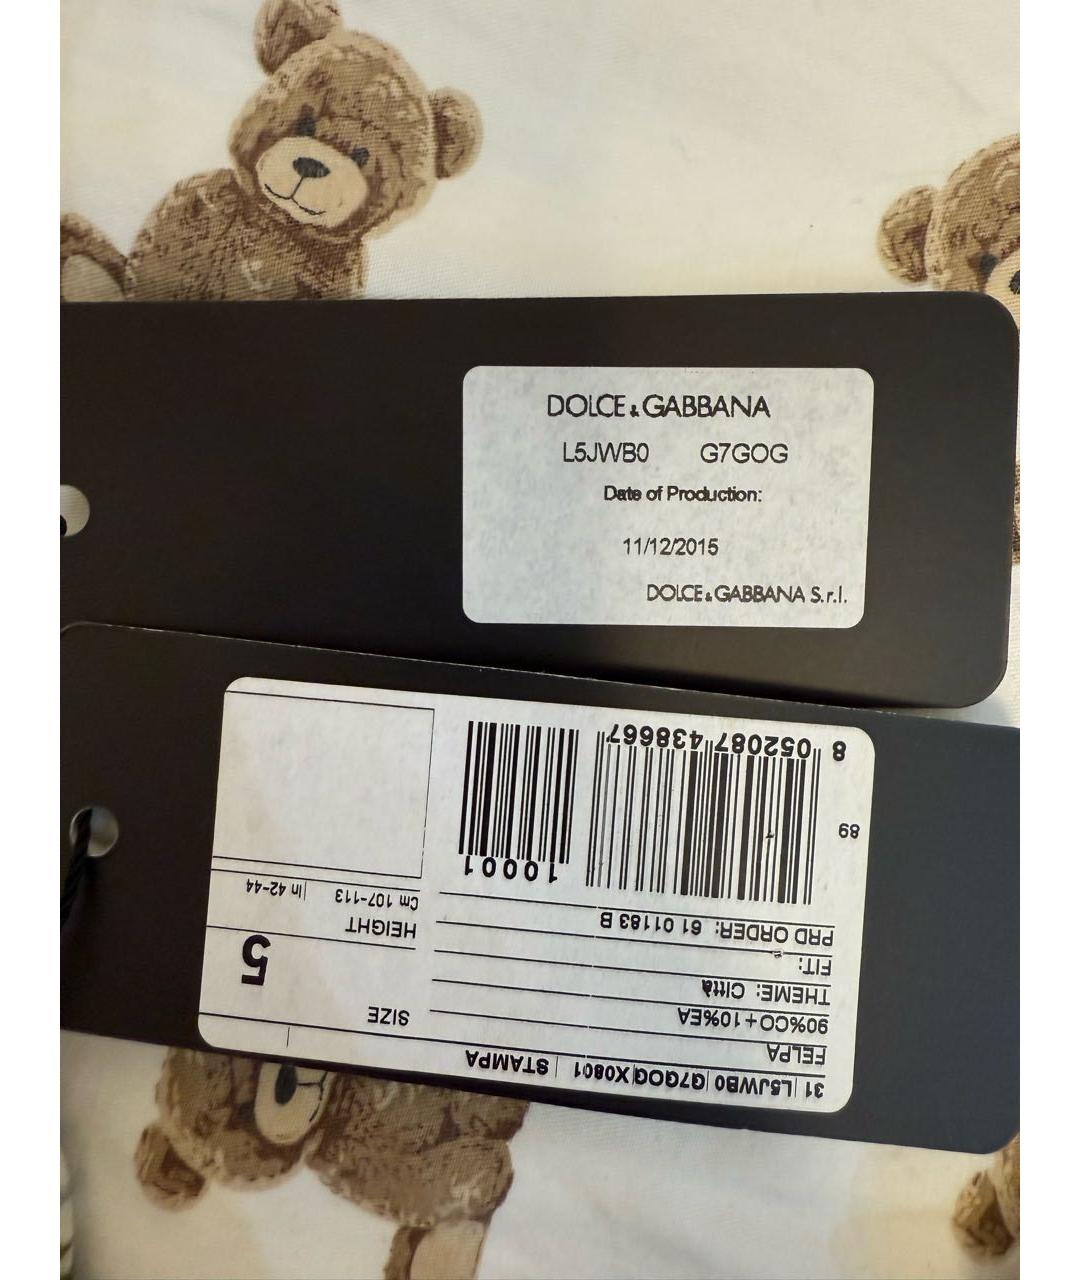 DOLCE & GABBANA
L5JWB0 G7GOG
Date of Production:
11/12/2015
DOLCE & GABBANA S.r.l.
31 L5JWB0 G7GOG X0801 STAMPA
FELPA
90%CO+10%EA
THEME: Città
FIT:
PRD ORDER: 61 01183 B
SIZE
5
HEIGHT
Cm 107-113 In 42-44
10001
89
8 052087 438667